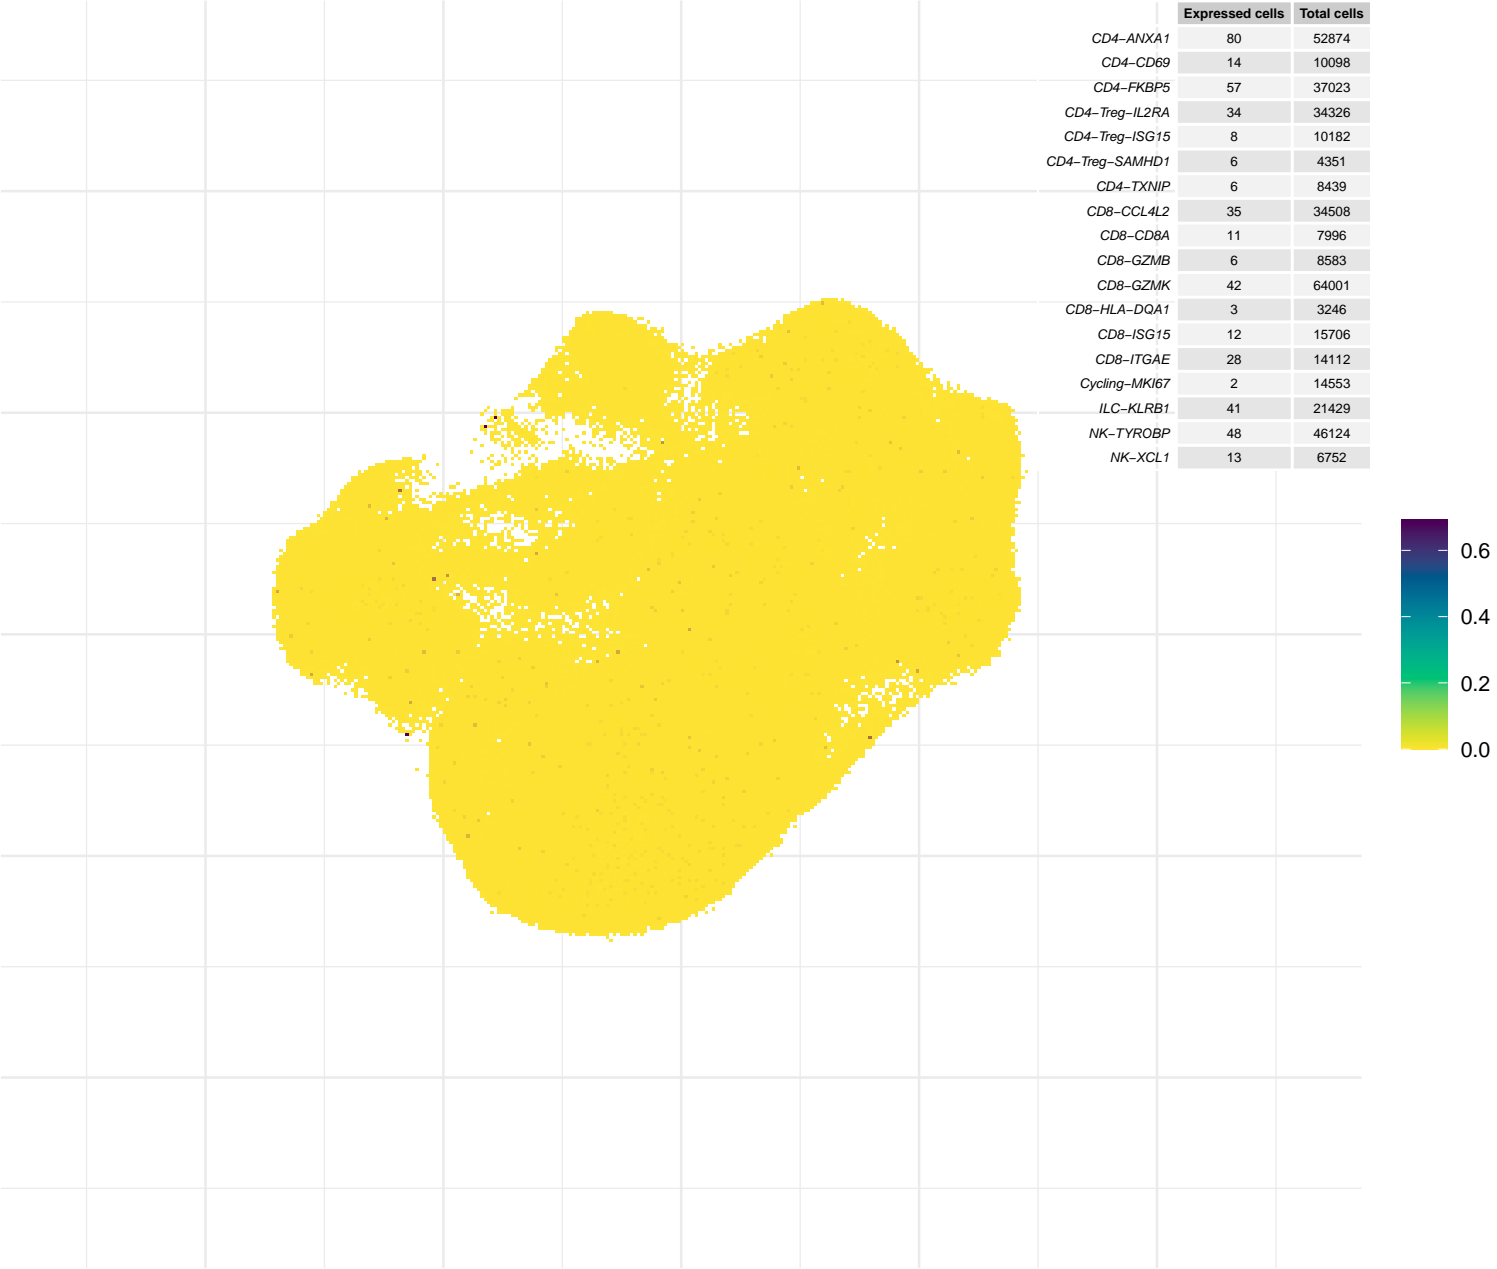 Expressed cells Total cells
CD4−ANXA1 80 52874
CD4−CD69 14 10098
CD4−FKBP5 57 37023
CD4−Treg−IL2RA 34 34326
CD4−Treg−ISG15 8 10182
CD4−Treg−SAMHD1 6 4351
CD4−TXNIP 6 8439
CD8−CCL4L2 35 34508
CD8−CD8A 11 7996
CD8−GZMB 6 8583
CD8−GZMK 42 64001
CD8−HLA−DQA1 3 3246
CD8−ISG15 12 15706
CD8−ITGAE 28 14112
Cycling−MKI67 2 14553
ILC−KLRB1 41 21429
NK−TYROBP 48 46124
NK−XCL1 13 6752
0.6
0.4
0.2
0.0